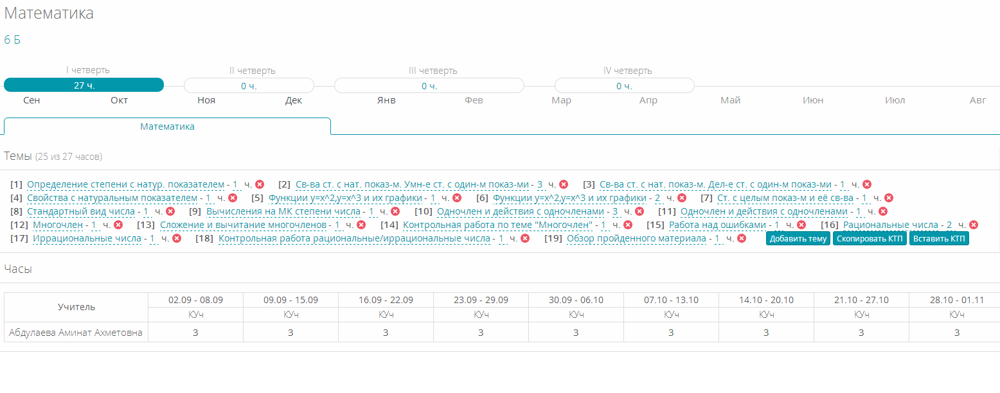 Математика
6 Б
I четверть II четверть III четверть IV четверть
27 ч. 0 ч. 0 ч. 0 ч.
Сен Окт Ноя Дек Янв Фев Мар Апр Май Июн Июл Авг
Математика
Темы (25 из 27 часов)
[1] Определение степени с натур. показателем - 1 ч. [2] Св-ва ст. с нат. показ-м. Умн-е ст. с один-м показ-ми - 3 ч. [3] Св-ва ст. с нат. показ-м. Дел-е ст. с один-м показ-ми - 1 ч.
[4] Свойства с натуральным показателем - 1 ч. [5] Функции y=x^2,y=x^3 и их графики - 1 ч. [6] Функции y=x^2,y=x^3 и их графики - 2 ч. [7] Ст. с целым показ-м и её св-ва - 1 ч.
[8] Стандартный вид числа - 1 ч. [9] Вычисления на МК степени числа - 1 ч. [10] Одночлен и действия с одночленами - 3 ч. [11] Одночлен и действия с одночленами - 1 ч.
[12] Многочлен - 1 ч. [13] Сложение и вычитание многочленов - 1 ч. [14] Контрольная работа по теме "Многочлен" - 1 ч. [15] Работа над ошибками - 1 ч. [16] Рациональные числа - 2 ч.
[17] Иррациональные числа - 1 ч. [18] Контрольная работа рациональные/иррациональные числа - 1 ч. [19] Обзор пройденного материала - 1 ч. Добавить тему Скопировать КТП Вставить КТП
Часы
Учитель 02.09 - 08.09 09.09 - 15.09 16.09 - 22.09 23.09 - 29.09 30.09 - 06.10 07.10 - 13.10 14.10 - 20.10 21.10 - 27.10 28.10 - 01.11
КУч КУч КУч КУч КУч КУч КУч КУч КУч
Абдулаева Аминат Ахметовна 3 3 3 3 3 3 3 3 3